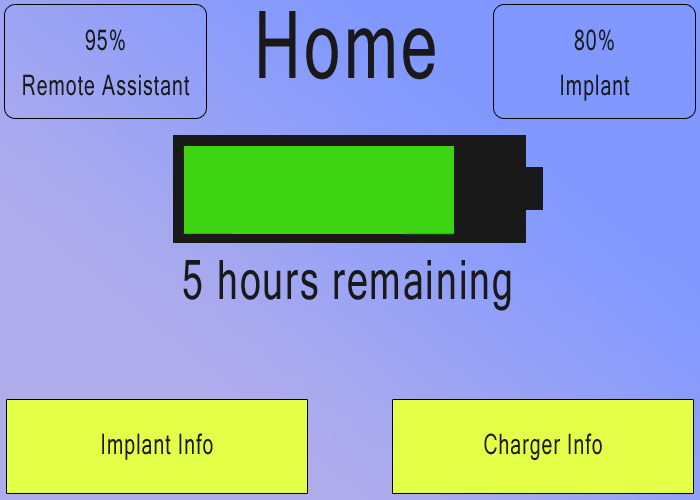 95%
Remote Assistant
Home
80%
Implant
5 hours remaining
Implant Info
Charger Info